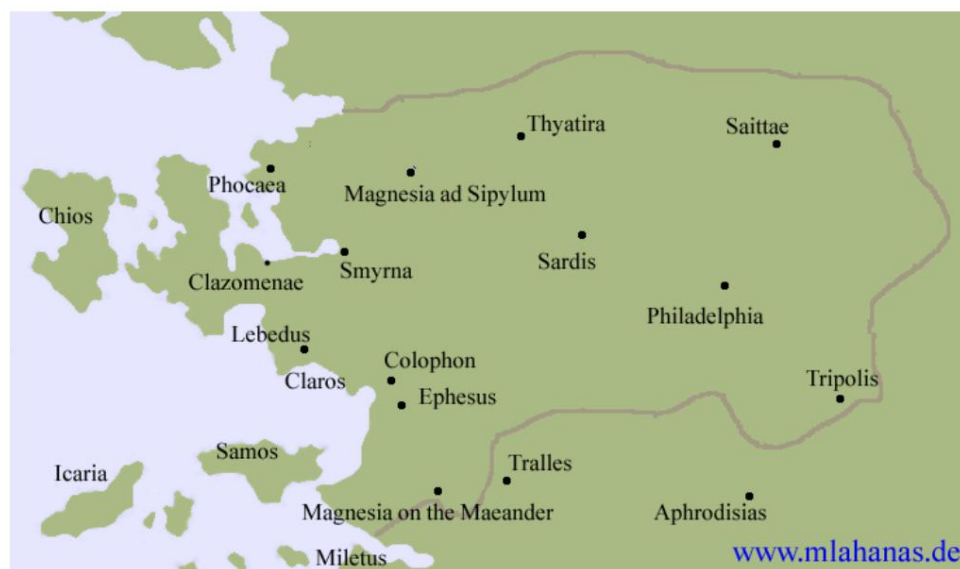 Thyatira
Saittae
Phocaea
Magnesia ad Sipylum
Chios
Sardis
Smyrna
Clazomenae
Philadelphia
Lebedus
Colophon
Claros
Tripolis
Ephesus
Samos
Tralles
Icaria
Magnesia on the Maeander
Aphrodisias
Miletus
www.mlahanas.de